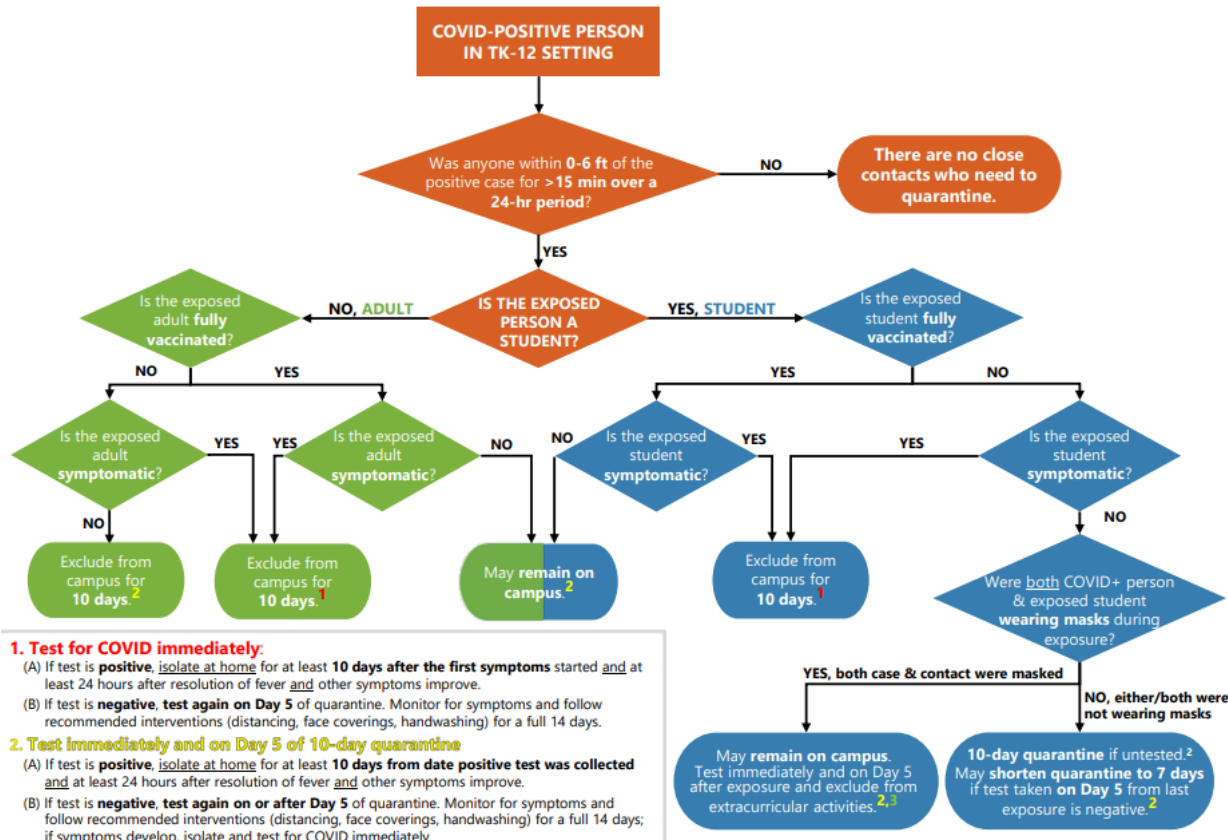 COVID-POSITIVE PERSON
IN TK-12 SETTING
Was anyone within 0-6 ft of the
positive case for >15 min over a
24-hr period?
NO
There are no close
contacts who need to
quarantine.
YES
Is the exposed
adult fully
vaccinated?
NO, ADULT
IS THE EXPOSED
PERSON A
STUDENT?
YES, STUDENT
Is the exposed
student fully
vaccinated?
NO
YES
YES
NO
Is the exposed
adult
symptomatic?
YES
YES
Is the exposed
adult
symptomatic?
NO
NO
Is the exposed
student
symptomatic?
YES
YES
Is the exposed
student
symptomatic?
NO
NO
Exclude from
campus for
10 days.2
Exclude from
campus for
10 days.1
May remain on
campus.2
Exclude from
campus for
10 days.1
Were both COVID+ person
& exposed student
wearing masks during
exposure?
YES, both case & contact were masked
NO, either/both were
not wearing masks
May remain on campus.
Test immediately and on Day 5
after exposure and exclude from
extracurricular activities.2,3
10-day quarantine if untested.2
May shorten quarantine to 7 days
if test taken on Day 5 from last
exposure is negative.2
1. Test for COVID immediately:
(A) If test is positive, isolate at home for at least 10 days after the first symptoms started and at
least 24 hours after resolution of fever and other symptoms improve.
(B) If test is negative, test again on Day 5 of quarantine. Monitor for symptoms and follow
recommended interventions (distancing, face coverings, handwashing) for a full 14 days.
2. Test immediately and on Day 5 of 10-day quarantine
(A) If test is positive, isolate at home for at least 10 days from date positive test was collected
and at least 24 hours after resolution of fever and other symptoms improve.
(B) If test is negative, test again on or after Day 5 of quarantine. Monitor for symptoms and
follow recommended interventions (distancing, face coverings, handwashing) for a full 14 days;
if symptoms develop, isolate and test for COVID immediately